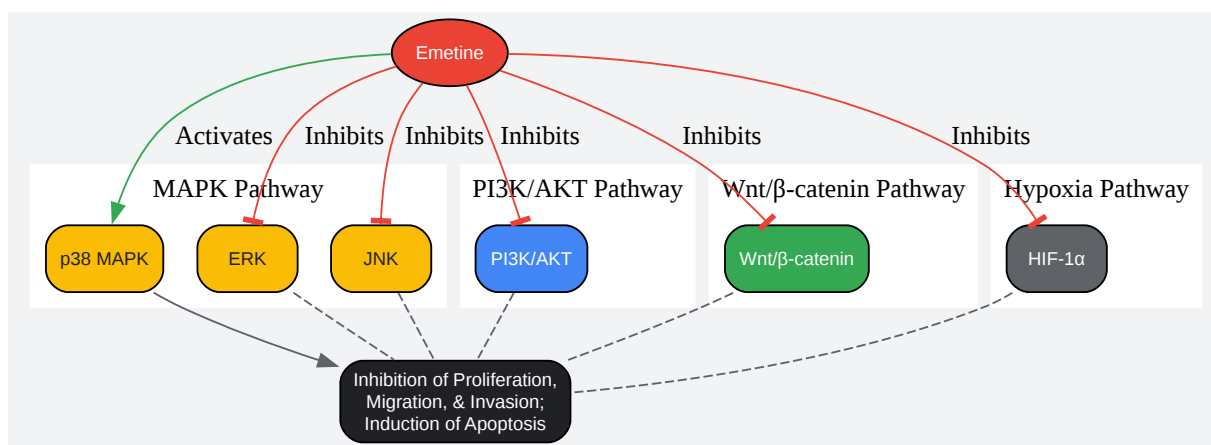 Emetine
Activates
Inhibits
Inhibits
Inhibits
Inhibits
Inhibits
MAPK Pathway
PI3K/AKT Pathway
Wnt/β-catenin Pathway
Hypoxia Pathway
p38 MAPK
ERK
JNK
PI3K/AKT
Wnt/β-catenin
HIF-1α
Inhibition of Proliferation,
Migration, & Invasion;
Induction of Apoptosis